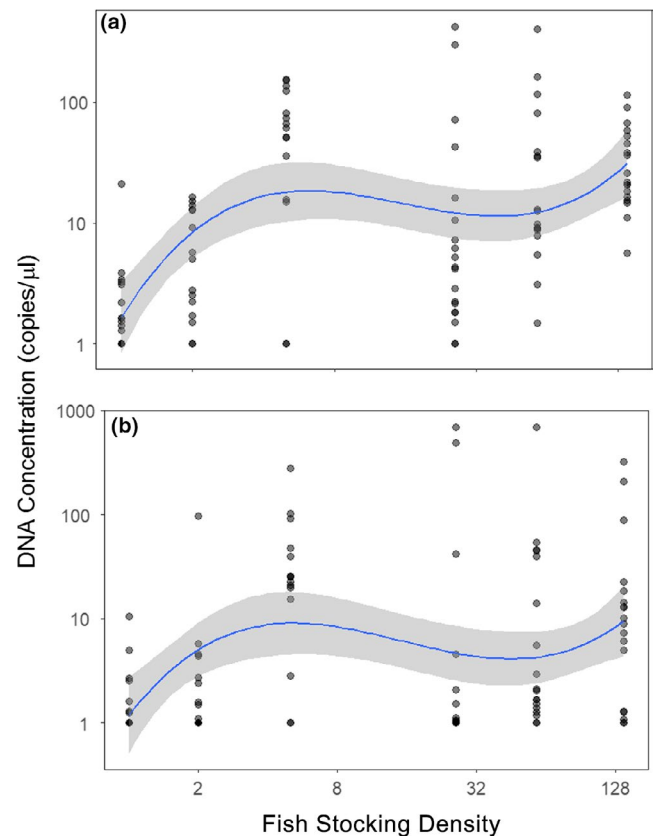 (a)
100
10
1
DNA Concentration (copies/µl)
(b)
1000
100
10
1
2
8
32
128
Fish Stocking Density